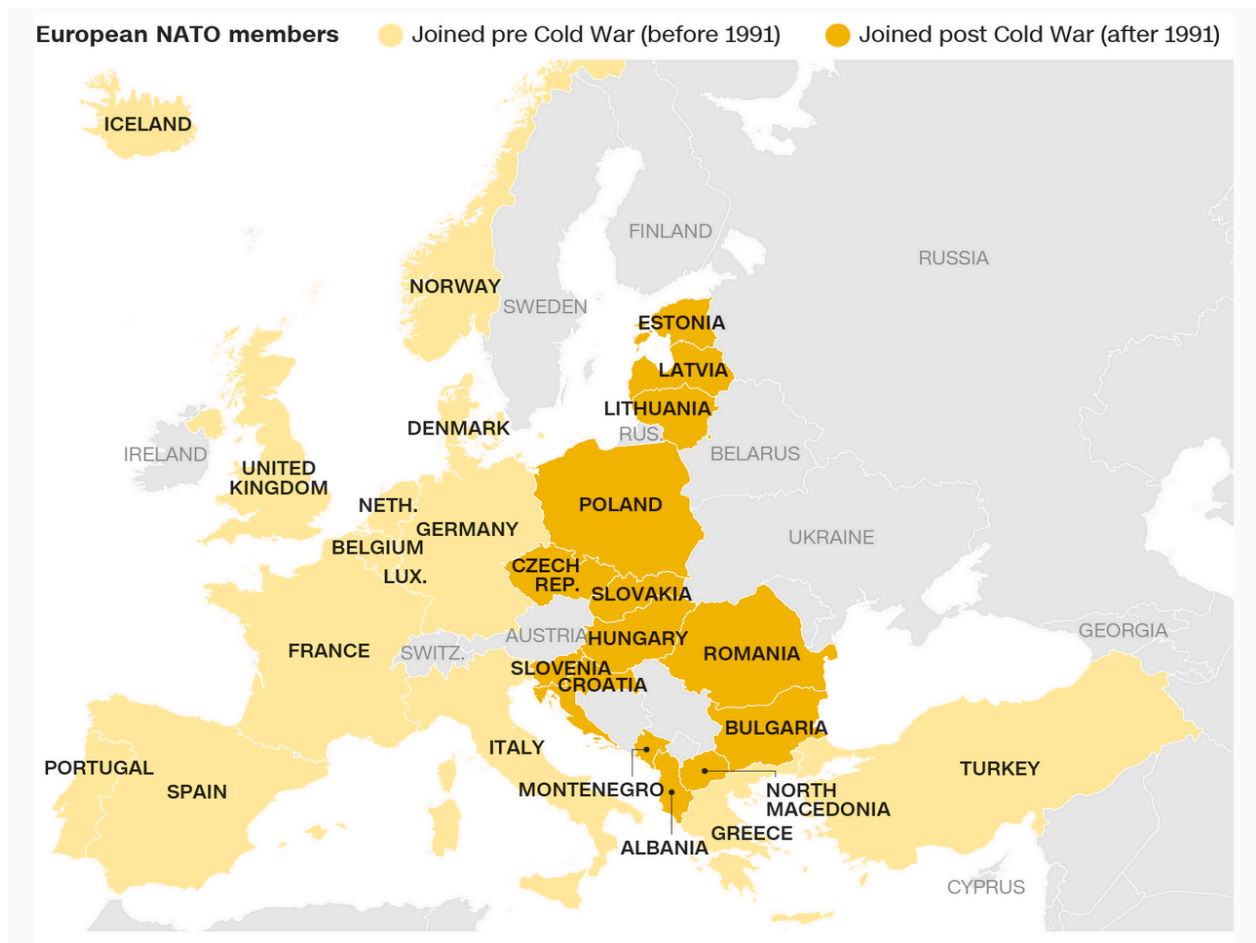 European NATO members
Joined pre Cold War (before 1991)
Joined post Cold War (after 1991)
ICELAND
FINLAND
RUSSIA
NORWAY
SWEDEN
ESTONIA
LATVIA
LITHUANIA
RUS.
DENMARK
IRELAND
BELARUS
UNITED
KINGDOM
NETH.
POLAND
GERMANY
UKRAINE
BELGIUM
LUX.
CZECH
REP.
SLOVAKIA
GEORGIA
AUSTRIA
HUNGARY
FRANCE
SWITZ.
ROMANIA
SLOVENIA
CROATIA
BULGARIA
ITALY
PORTUGAL
SPAIN
TURKEY
MONTENEGRO
NORTH
MACEDONIA
GREECE
ALBANIA
CYPRUS